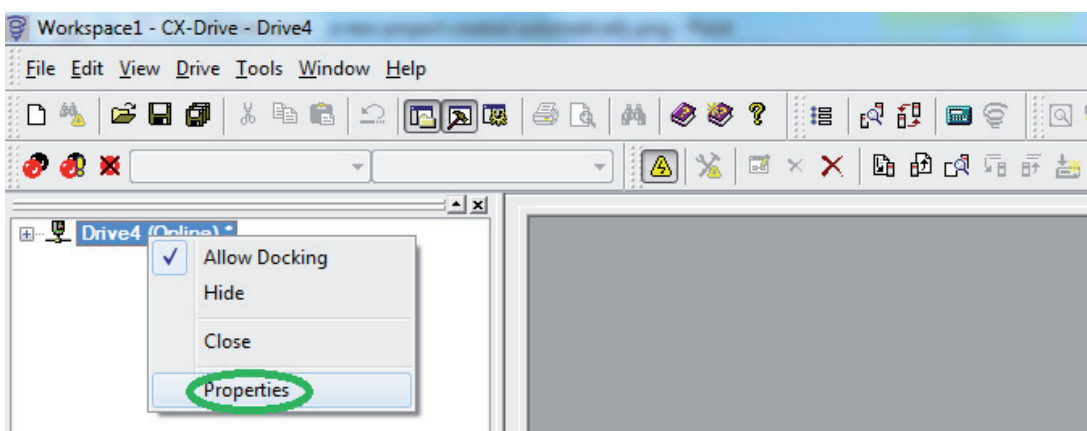 Workspace1 - CX-Drive - Drive4
File Edit View Drive Tools Window Help
Drive4 (Online) *
Allow Docking
Hide
Close
Properties